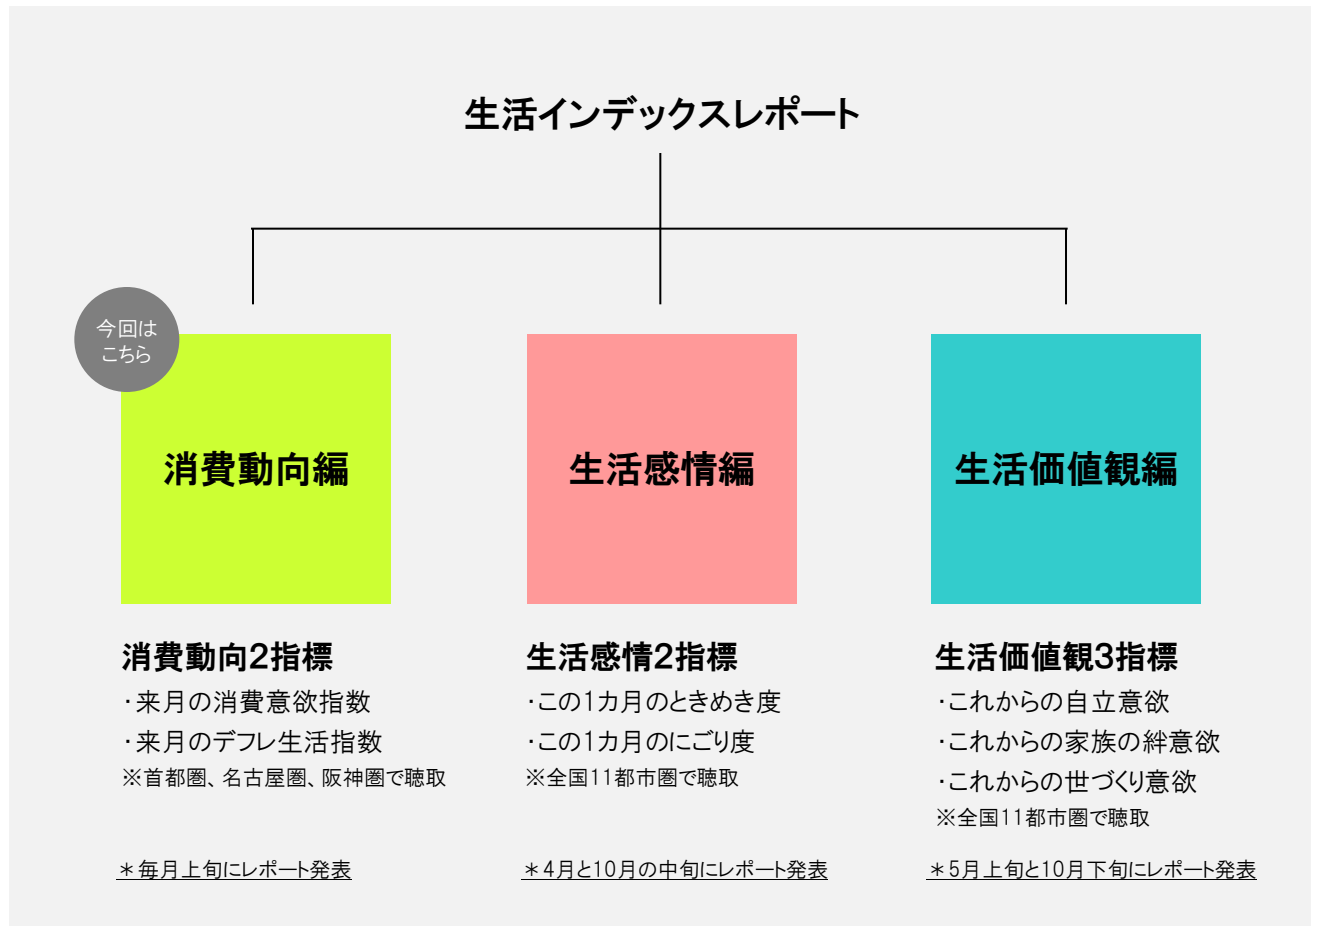 生活インデックスレポート
今回は
こちら
消費動向編
生活感情編
生活価値観編
消費動向2指標
・来月の消費意欲指数
・来月のデフレ生活指数
※首都圏、名古屋圏、阪神圏で聴取
＊毎月上旬にレポート発表
生活感情2指標
・この1カ月のときめき度
・この1カ月のにごり度
※全国11都市圏で聴取
＊4月と10月の中旬にレポート発表
生活価値観3指標
・これからの自立意欲
・これからの家族の絆意欲
・これからの世づくり意欲
※全国11都市圏で聴取
＊5月上旬と10月下旬にレポート発表